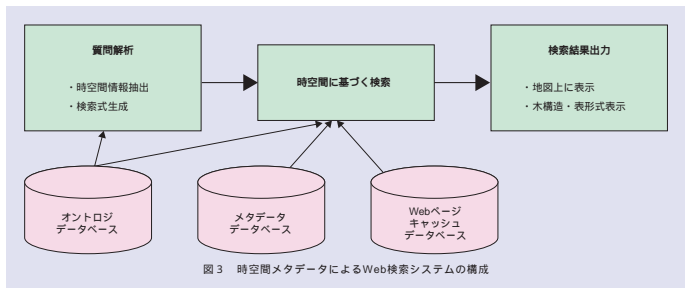 質問解析
・時空間情報抽出
・検索式生成
時空間に基づく検索
検索結果出力
・地図上に表示
・木構造・表形式表示
オントロジ
データベース
メタデータ
データベース
Webページ
キャッシュ
データベース
図3 時空間メタデータによるWeb検索システムの構成